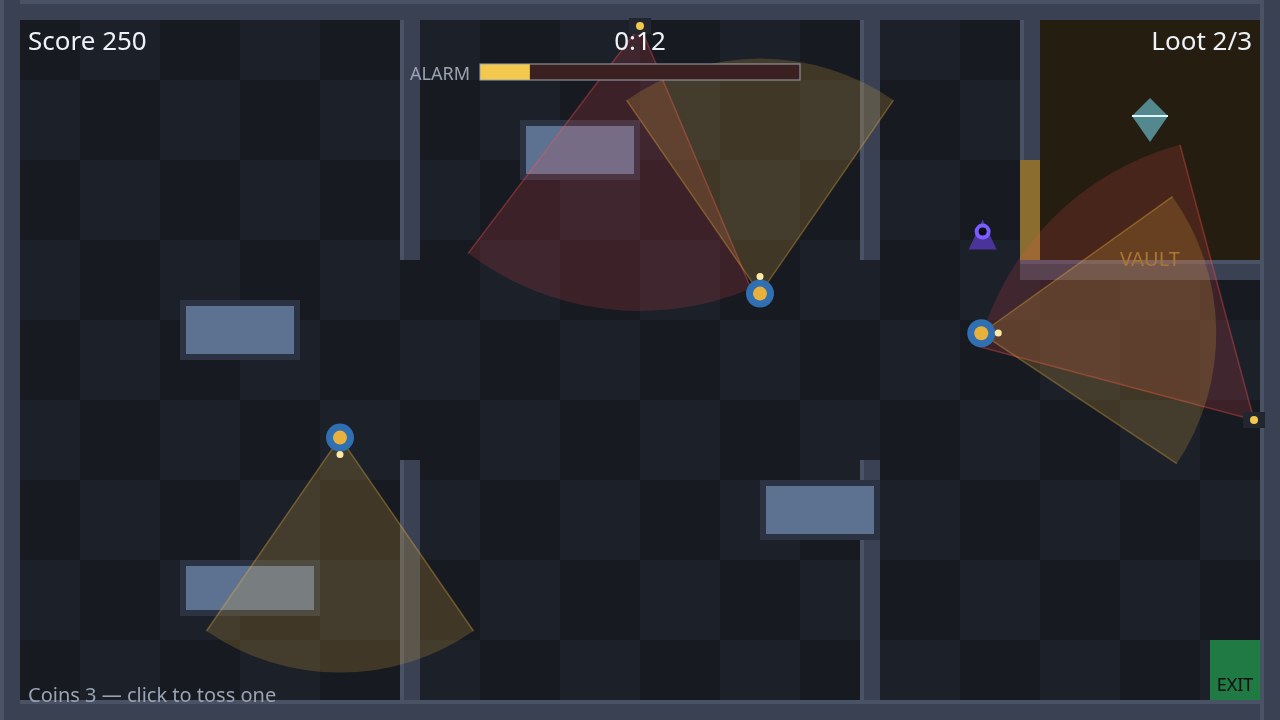 Score 250
0:12
Loot 2/3
ALARM
VAULT
EXIT
Coins 3 — click to toss one